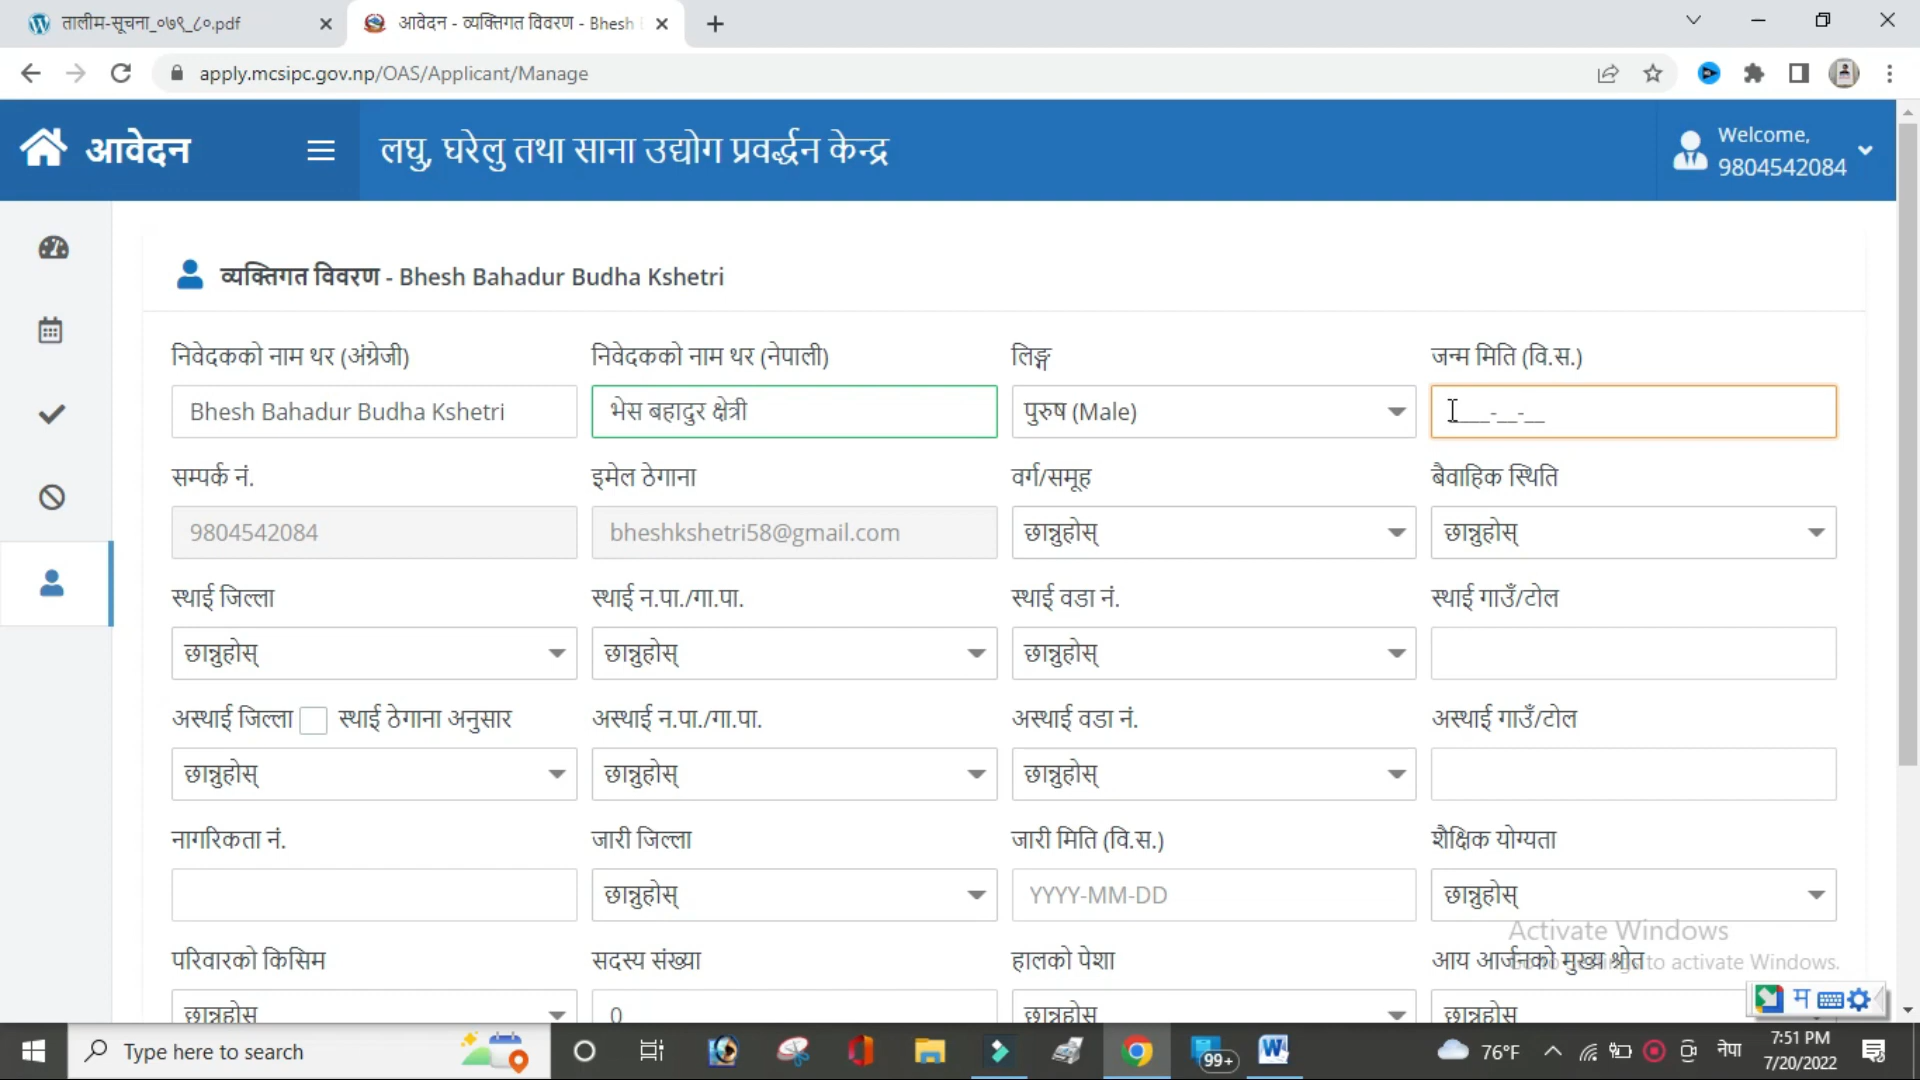 तालीम-सूचना_०७९_८०.pdf
आवेदन - व्यक्तिगत विवरण - Bhesh
apply.mcsipc.gov.np/OAS/Applicant/Manage
आवेदन
लघु, घरेलु तथा साना उद्योग प्रवर्द्धन केन्द्र
Welcome,
9804542084
व्यक्तिगत विवरण - Bhesh Bahadur Budha Kshetri
निवेदकको नाम थर (अंग्रेजी) निवेदकको नाम थर (नेपाली) लिङ्ग जन्म मिति (वि.स.)
Bhesh Bahadur Budha Kshetri भेस बहादुर क्षेत्री पुरुष (Male) ____-__-__
सम्पर्क नं. इमेल ठेगाना वर्ग/समूह बैवाहिक स्थिति
9804542084 bheshkshetri58@gmail.com छान्नुहोस् छान्नुहोस्
स्थाई जिल्ला स्थाई न.पा./गा.पा. स्थाई वडा नं. स्थाई गाउँ/टोल
छान्नुहोस् छान्नुहोस् छान्नुहोस्
अस्थाई जिल्ला स्थाई ठेगाना अनुसार अस्थाई न.पा./गा.पा. अस्थाई वडा नं. अस्थाई गाउँ/टोल
छान्नुहोस् छान्नुहोस् छान्नुहोस्
नागरिकता नं. जारी जिल्ला जारी मिति (वि.स.) शैक्षिक योग्यता
छान्नुहोस् YYYY-MM-DD छान्नुहोस्
Activate Windows
परिवारको किसिम सदस्य संख्या हालको पेशा आय आर्जनको मुख्य श्रोत
to activate Windows.
छान्नुहोस् 0 छान्नुहोस् छान्नुहोस्
म
Type here to search
99+
76°F
नेपा
7:51 PM
7/20/2022